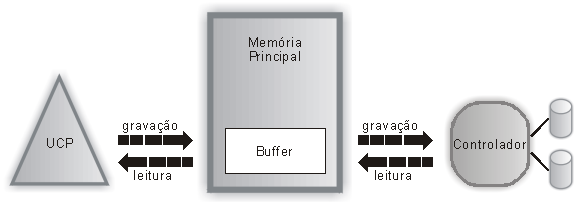 UCP
gravação
leitura
Memória
Principal
Buffer
gravação
leitura
Controlador